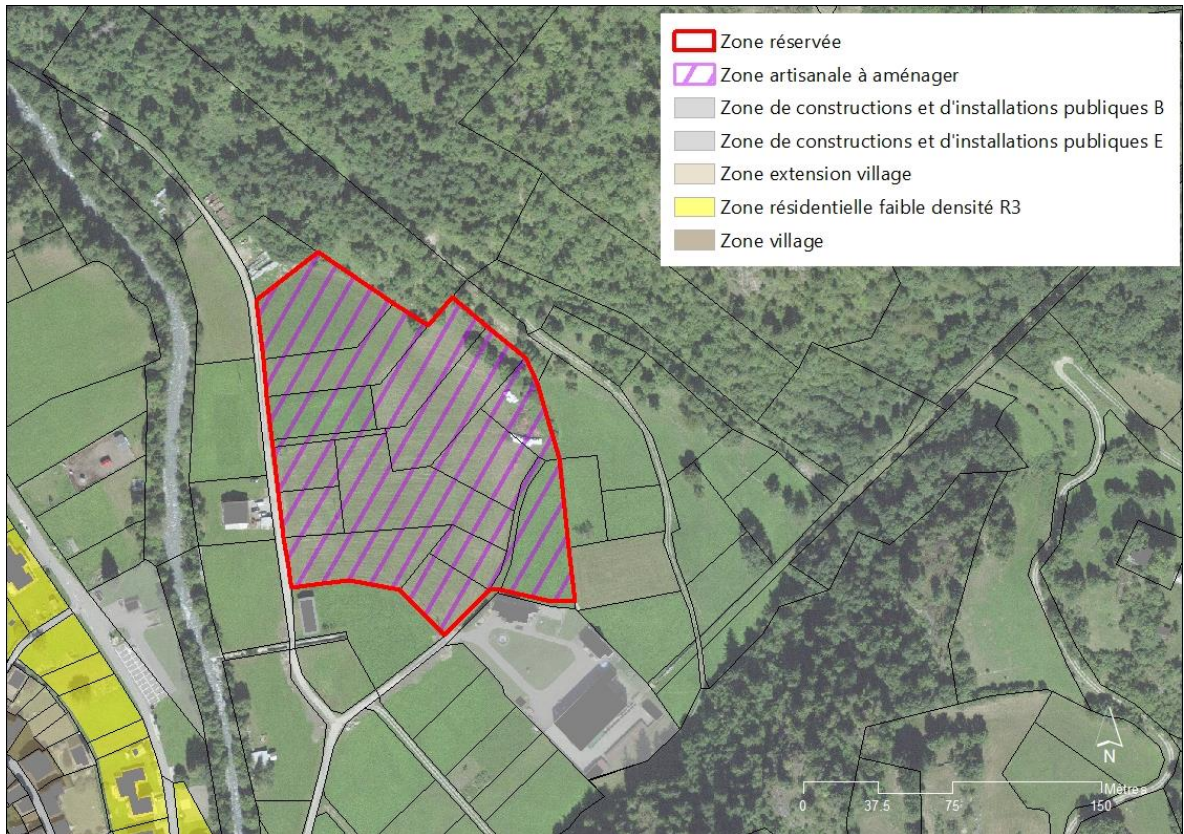 Zone réservée
Zone artisanale à aménager
Zone de constructions et d'installations publiques B
Zone de constructions et d'installations publiques E
Zone extension village
Zone résidentielle faible densité R3
Zone village
N
Mètres
0 37.5 75 150